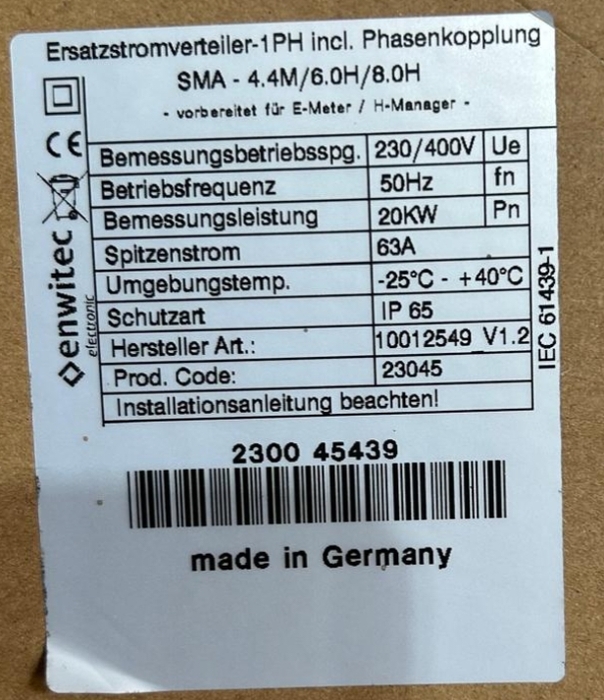 Ersatzstromverteiler-1PH incl. Phasenkopplung
SMA - 4.4M/6.0H/8.0H
- vorbereitet für E-Meter / H-Manager -
CE
Bemessungsbetriebsspg. 230/400V Ue
Betriebsfrequenz 50Hz fn
Bemessungsleistung 20KW Pn
Spitzenstrom 63A
Umgebungstemp. -25°C - +40°C
Schutzart IP 65
Hersteller Art.: 10012549_V1.2
Prod. Code: 23045
Installationsanleitung beachten!
enwitec
electronic
IEC 61439-1
2300 45439
made in Germany